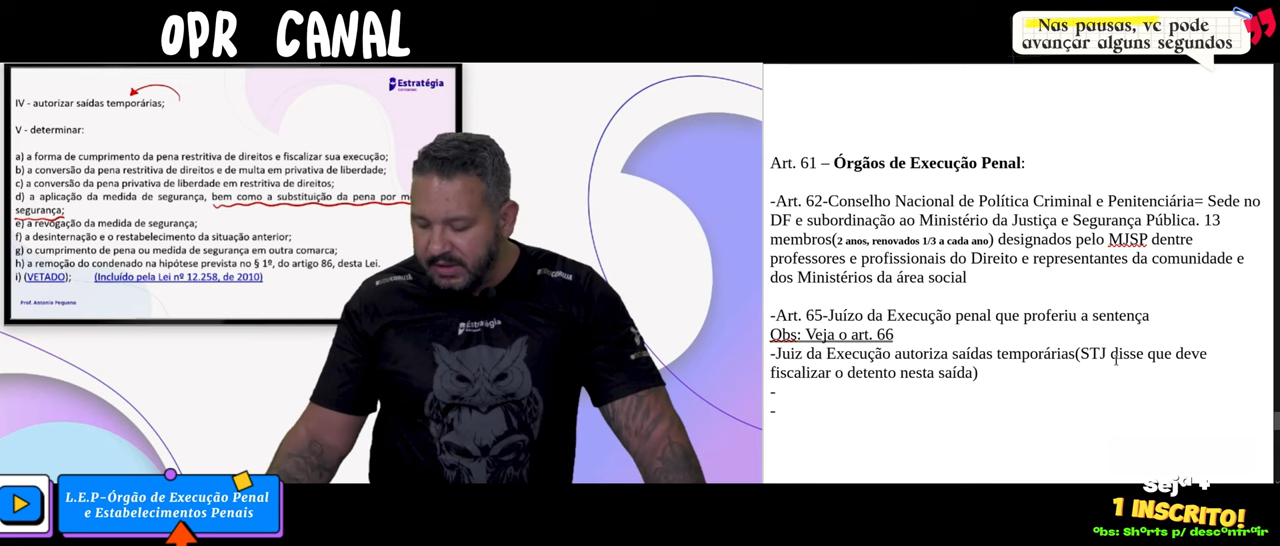 OPR CANAL
Nas pausas, vc pode
avançar alguns segundos
Estratégia
IV - autorizar saídas temporárias;
V - determinar:
a) a forma de cumprimento da pena restritiva de direitos e fiscalizar sua execução;
b) a conversão da pena restritiva de direitos e de multa em privativa de liberdade;
c) a conversão da pena privativa de liberdade em restritiva de direitos;
d) a aplicação da medida de segurança, bem como a substituição da pena por
segurança;
e) a revogação da medida de segurança;
f) a desinternação e o restabelecimento da situação anterior;
g) o cumprimento de pena ou medida de segurança em outra comarca;
h) a remoção do condenado na hipótese prevista no § 1º, do artigo 86, desta Lei.
i) (VETADO); (Incluído pela Lei nº 12.258, de 2010)
Prof. Antonio Pequeno
Estratégia
Art. 61 – Órgãos de Execução Penal:
-Art. 62-Conselho Nacional de Política Criminal e Penitenciária= Sede no
DF e subordinação ao Ministério da Justiça e Segurança Pública. 13
membros(2 anos, renovados 1/3 a cada ano) designados pelo MJSP dentre
professores e profissionais do Direito e representantes da comunidade e
dos Ministérios da área social
-Art. 65-Juízo da Execução penal que proferiu a sentença
Obs: Veja o art. 66
-Juiz da Execução autoriza saídas temporárias(STJ disse que deve
fiscalizar o detento nesta saída)
-
-
L.E.P-Órgão de Execução Penal
e Estabelecimentos Penais
Seja +
1 INSCRITO!
Obs: Shorts p/ descontrair